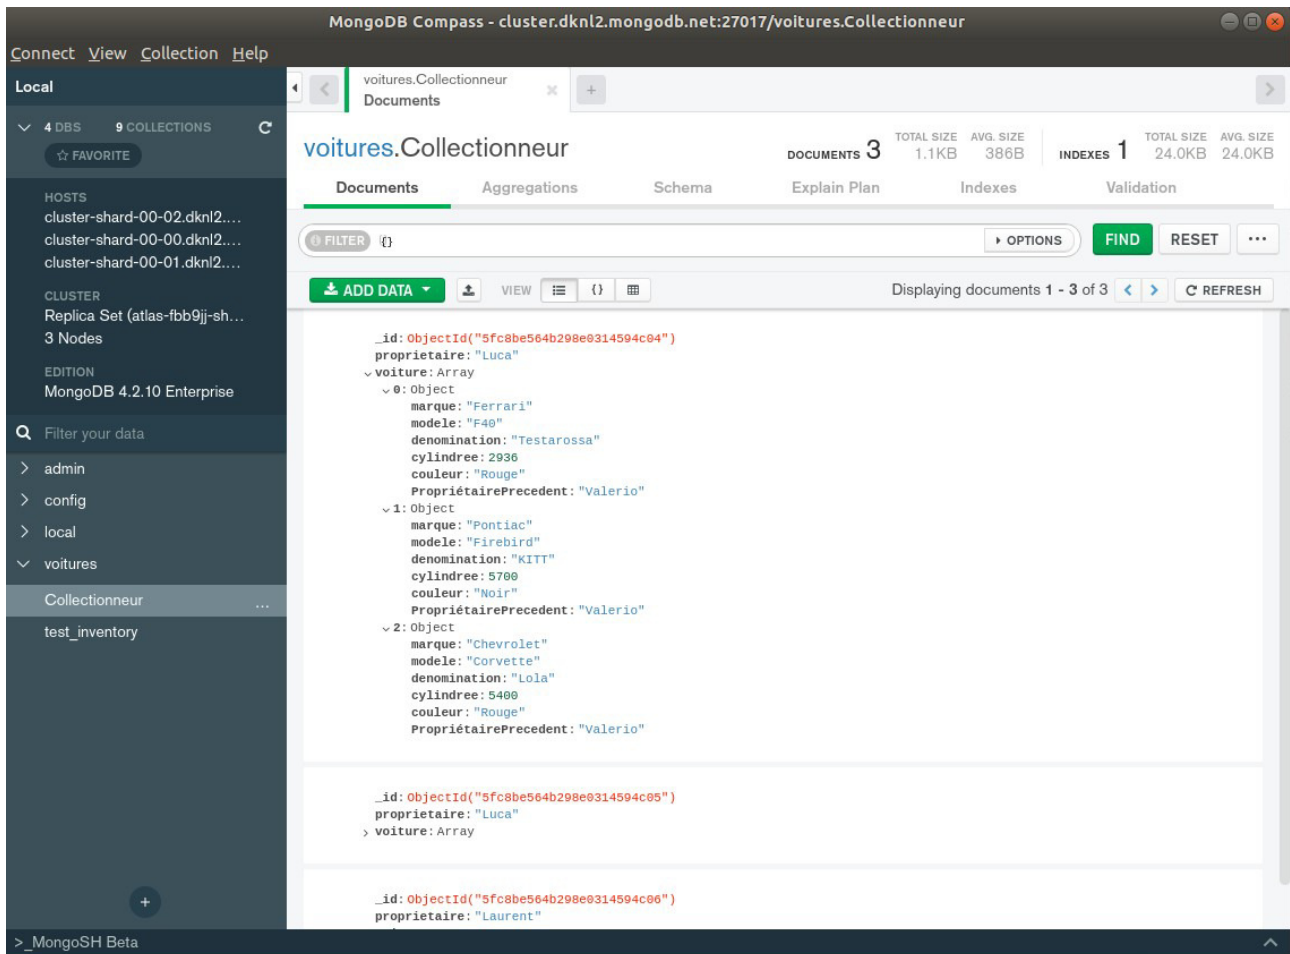 MongoDB Compass - cluster.dknl2.mongodb.net:27017/voitures.Collectionneur
Connect View Collection Help
Local
4 DBS 9 COLLECTIONS
☆ FAVORITE
HOSTS
cluster-shard-00-02.dknl2....
cluster-shard-00-00.dknl2....
cluster-shard-00-01.dknl2....
CLUSTER
Replica Set (atlas-fbb9jj-sh...
3 Nodes
EDITION
MongoDB 4.2.10 Enterprise
Filter your data
admin
config
local
voitures
Collectionneur ...
test_inventory
>_MongoSH Beta
voitures.Collectionneur
Documents
voitures.Collectionneur
DOCUMENTS 3 TOTAL SIZE 1.1KB AVG. SIZE 386B INDEXES 1 TOTAL SIZE 24.0KB AVG. SIZE 24.0KB
Documents Aggregations Schema Explain Plan Indexes Validation
FILTER {} OPTIONS FIND RESET ...
ADD DATA VIEW {} Displaying documents 1 - 3 of 3 < > REFRESH
_id: ObjectId("5fc8be564b298e0314594c04")
proprietaire: "Luca"
voiture: Array
0: Object
marque: "Ferrari"
modele: "F40"
denomination: "Testarossa"
cylindree: 2936
couleur: "Rouge"
PropriétairePrecedent: "Valerio"
1: Object
marque: "Pontiac"
modele: "Firebird"
denomination: "KITT"
cylindree: 5700
couleur: "Noir"
PropriétairePrecedent: "Valerio"
2: Object
marque: "Chevrolet"
modele: "Corvette"
denomination: "Lola"
cylindree: 5400
couleur: "Rouge"
PropriétairePrecedent: "Valerio"
_id: ObjectId("5fc8be564b298e0314594c05")
proprietaire: "Luca"
voiture: Array
_id: ObjectId("5fc8be564b298e0314594c06")
proprietaire: "Laurent"